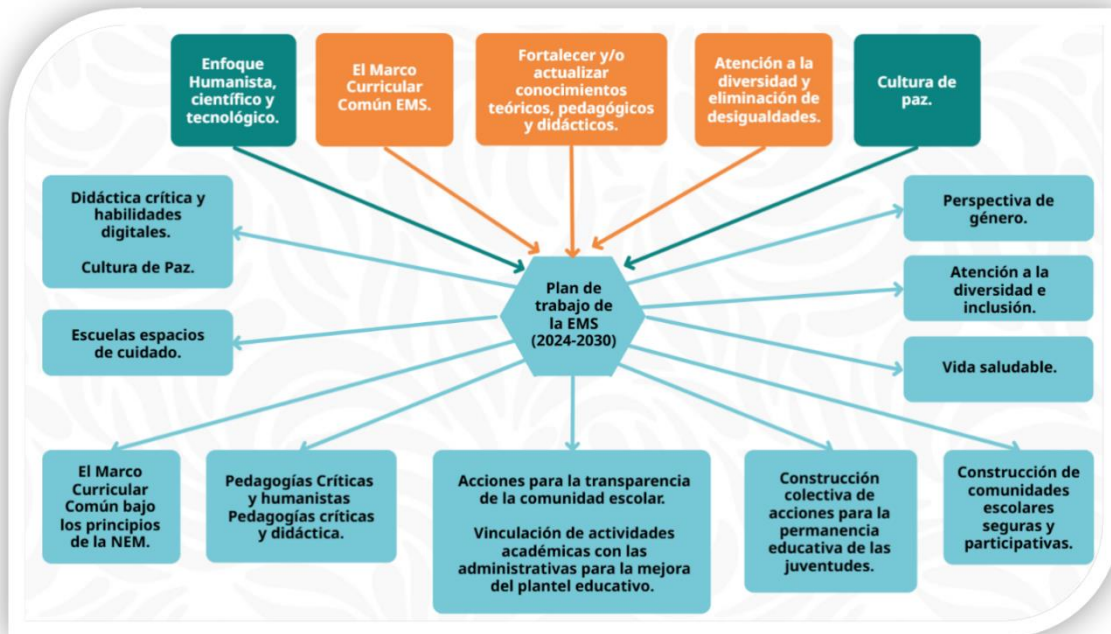 Enfoque
Humanista,
científico y
tecnológico.
El Marco
Curricular
Común EMS.
Fortalecer y/o
actualizar
conocimientos
teóricos, pedagógicos
y didácticos.
Atención a la
diversidad y
eliminación de
desigualdades.
Cultura de
paz.
Didáctica crítica y
habilidades
digitales.
Cultura de Paz.
Perspectiva de
género.
Escuelas espacios
de cuidado.
Plan de
trabajo de
la EMS
(2024-2030)
Atención a la
diversidad e
inclusión.
Vida saludable.
El Marco
Curricular
Común bajo
los principios
de la NEM.
Pedagogías Críticas
y humanistas
Pedagogías críticas
y didáctica.
Acciones para la transparencia
de la comunidad escolar.
Vinculación de actividades
académicas con las
administrativas para la mejora
del plantel educativo.
Construcción
colectiva de
acciones para la
permanencia
educativa de las
juventudes.
Construcción de
comunidades
escolares
seguras y
participativas.